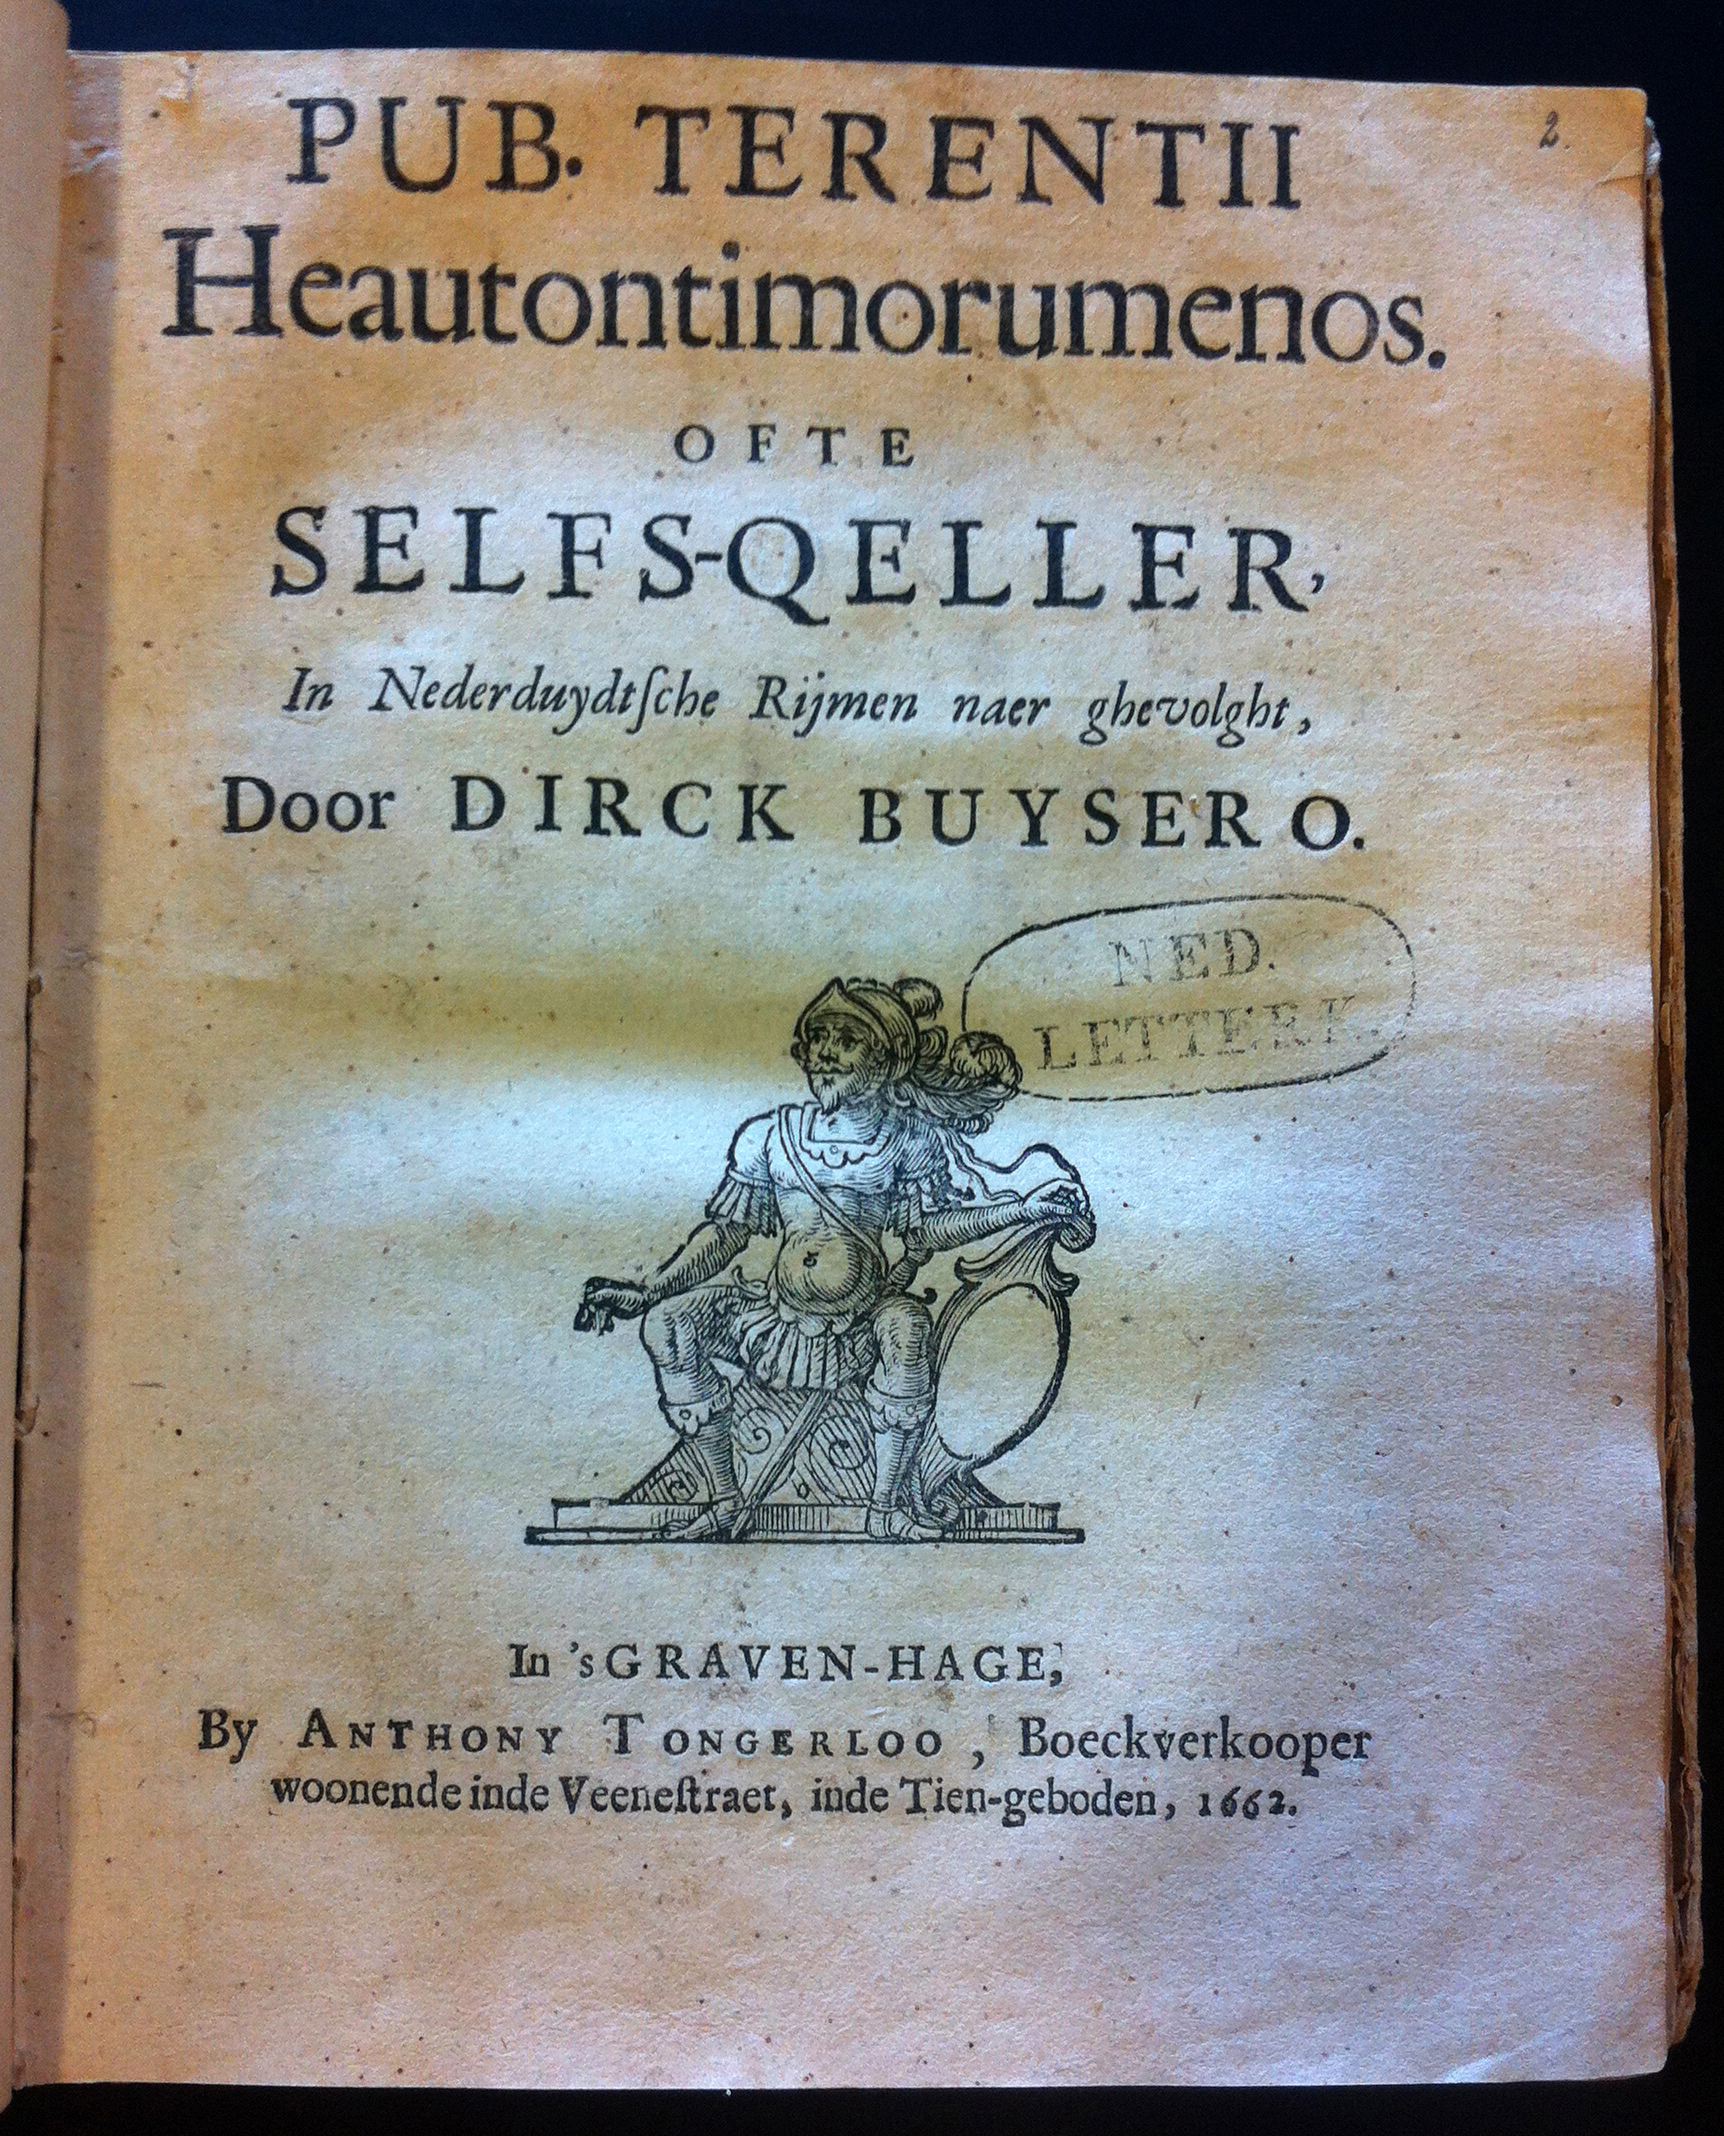 2.
PUB. TERENTII
Heautontimorumenos.
OFTE
SELFS-QELLER,
In Nederduydtſche Rijmen naer ghevolght,
Door DIRCK BUYSERO.
NED.
LETTERK.
In 'sGRAVEN-HAGE,
By ANTHONY TONGERLOO, Boeckverkooper
woonende inde Veeneſtraet, inde Tien-geboden, 1662.